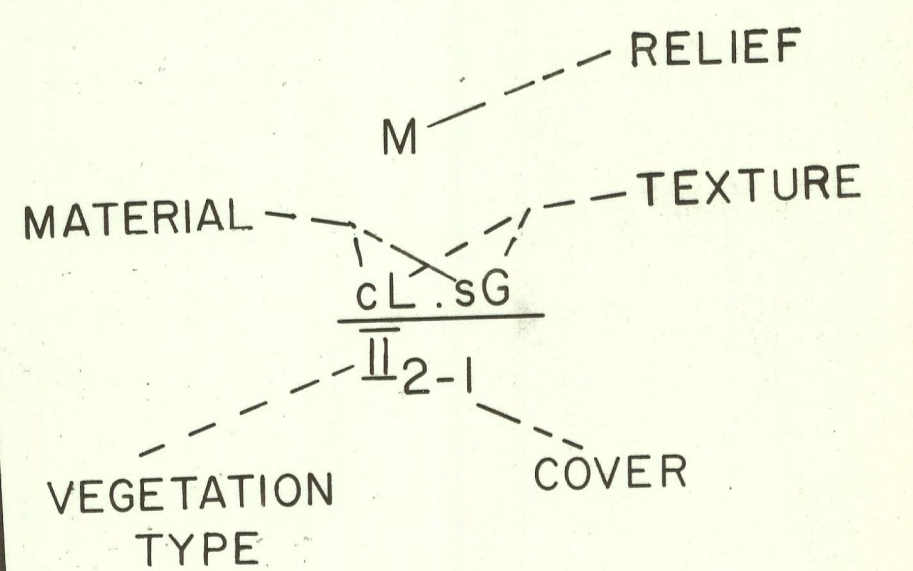 RELIEF
M
MATERIAL
TEXTURE
cL.sG
II2-1
VEGETATION
TYPE
COVER